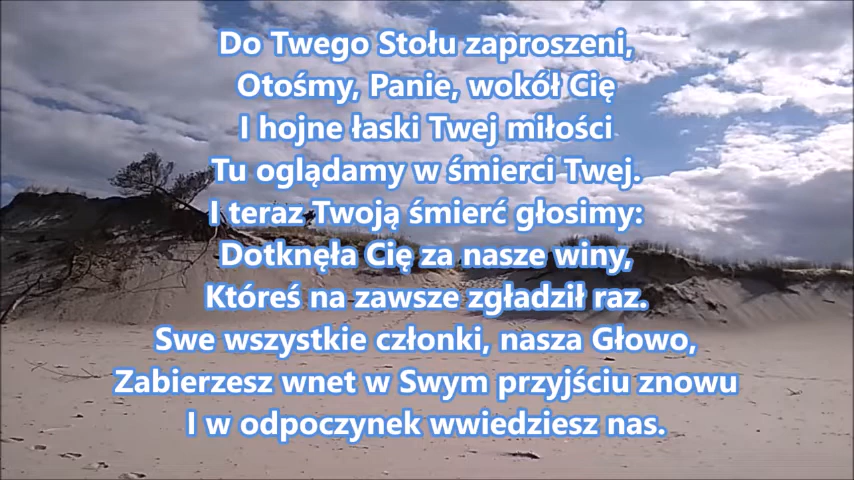 Do Twego Stołu zaproszeni,
Otośmy, Panie, wokół Cię
I hojne łaski Twej miłości
Tu oglądamy w śmierci Twej.
I teraz Twoją śmierć głosimy:
Dotknęła Cię za nasze winy,
Któreś na zawsze zgładził raz.
Swe wszystkie członki, nasza Głowo,
Zabierzesz wnet w Swym przyjściu znowu
I w odpoczynek wwiedziesz nas.